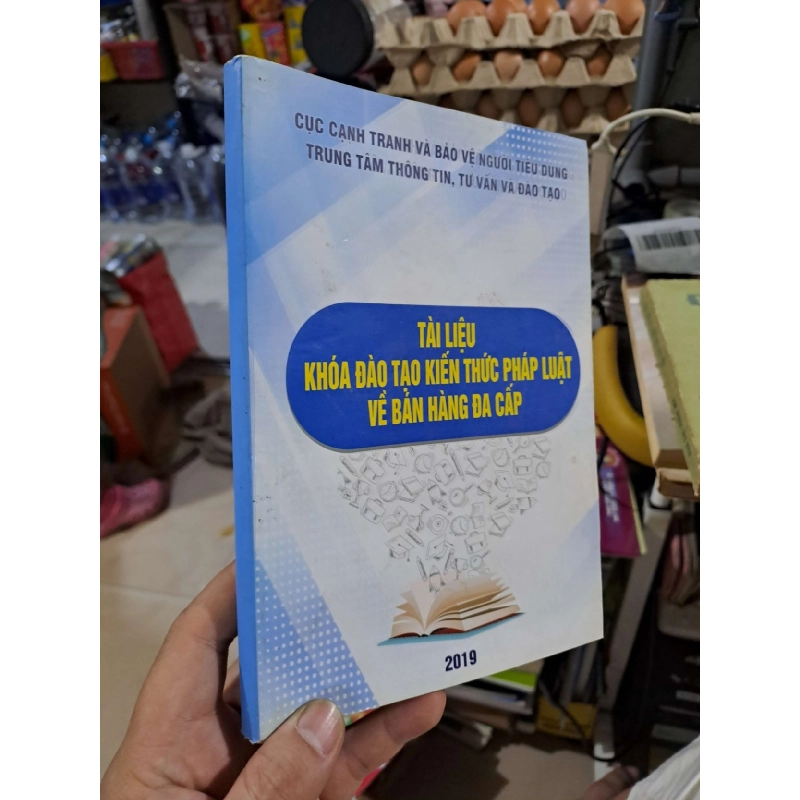 CỤC CẠNH TRANH VÀ BẢO VỆ NGƯỜI TIÊU DÙNG
TRUNG TÂM THÔNG TIN, TƯ VẤN VÀ ĐÀO TẠO
TÀI LIỆU
KHÓA ĐÀO TẠO KIẾN THỨC PHÁP LUẬT
VỀ BÁN HÀNG ĐA CẤP
2019